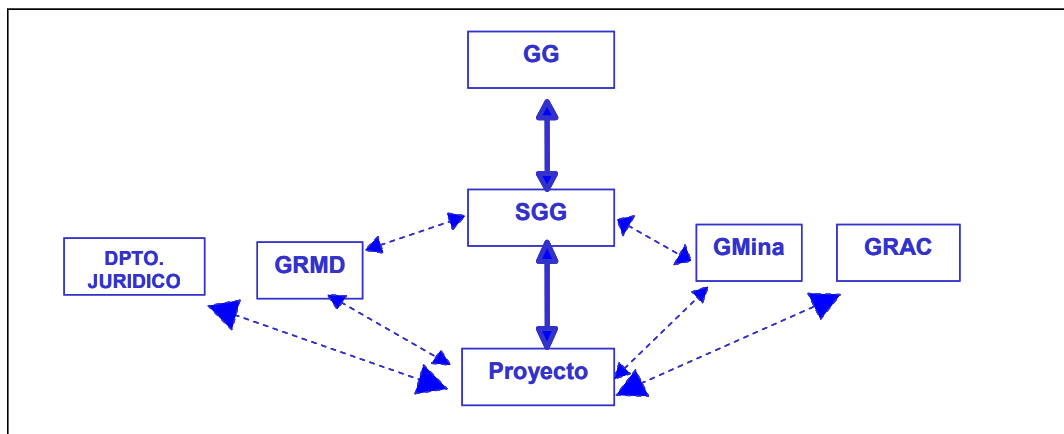 GG
SGG
DPTO.
JURIDICO
GRMD
GMina
GRAC
Proyecto